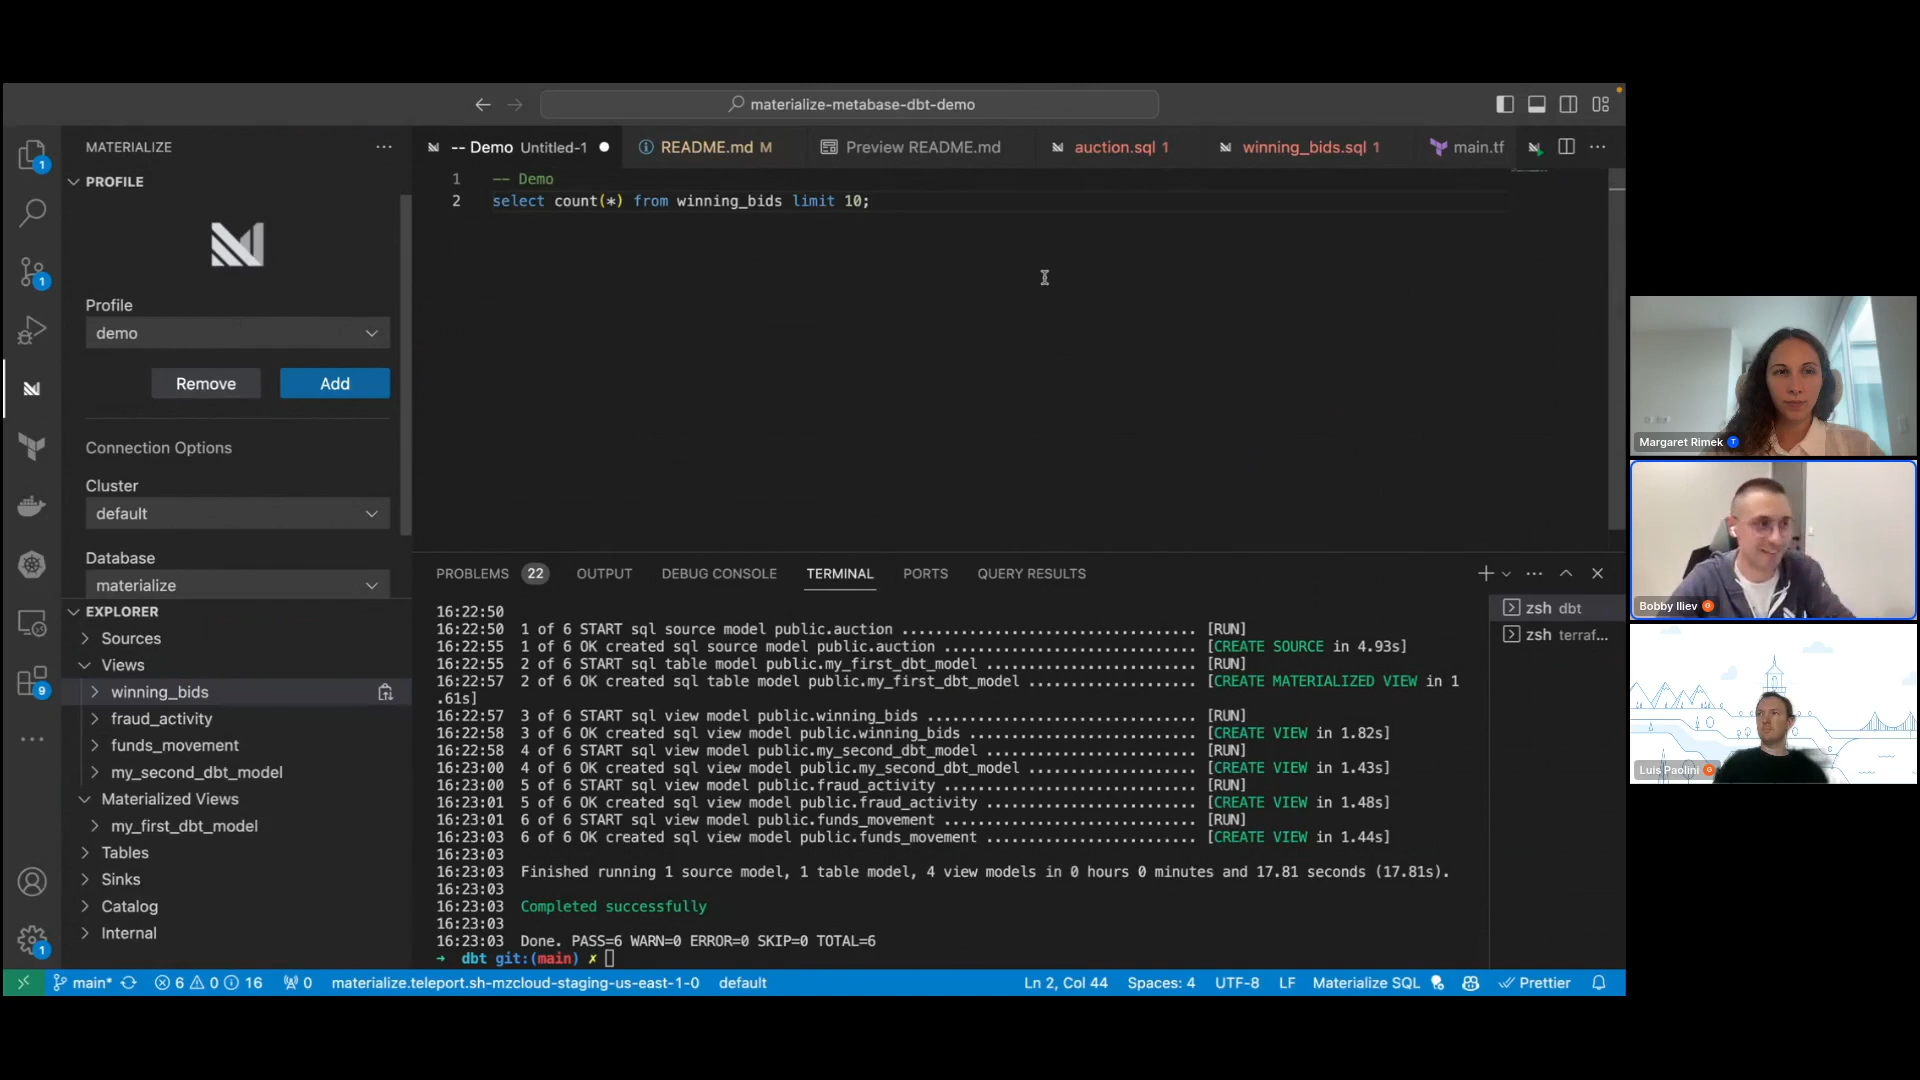 materialize-metabase-dbt-demo
MATERIALIZE
PROFILE
Profile
demo
Remove
Add
Connection Options
Cluster
default
Database
materialize
EXPLORER
Sources
Views
winning_bids
fraud_activity
funds_movement
my_second_dbt_model
Materialized Views
my_first_dbt_model
Tables
Sinks
Catalog
Internal
1
1
9
1
-- Demo Untitled-1
README.md M
Preview README.md
auction.sql 1
winning_bids.sql 1
main.tf
1 -- Demo
2 select count(*) from winning_bids limit 10;
PROBLEMS 22 OUTPUT DEBUG CONSOLE TERMINAL PORTS QUERY RESULTS
16:22:50
16:22:50 1 of 6 START sql source model public.auction .................................. [RUN]
16:22:55 1 of 6 OK created sql source model public.auction ............................. [CREATE SOURCE in 4.93s]
16:22:55 2 of 6 START sql table model public.my_first_dbt_model ........................ [RUN]
16:22:57 2 of 6 OK created sql table model public.my_first_dbt_model ................... [CREATE MATERIALIZED VIEW in 1
.61s]
16:22:57 3 of 6 START sql view model public.winning_bids ............................... [RUN]
16:22:58 3 of 6 OK created sql view model public.winning_bids .......................... [CREATE VIEW in 1.82s]
16:22:58 4 of 6 START sql view model public.my_second_dbt_model ........................ [RUN]
16:23:00 4 of 6 OK created sql view model public.my_second_dbt_model ................... [CREATE VIEW in 1.43s]
16:23:00 5 of 6 START sql view model public.fraud_activity ............................. [RUN]
16:23:01 5 of 6 OK created sql view model public.fraud_activity ........................ [CREATE VIEW in 1.48s]
16:23:01 6 of 6 START sql view model public.funds_movement ............................. [RUN]
16:23:03 6 of 6 OK created sql view model public.funds_movement ........................ [CREATE VIEW in 1.44s]
16:23:03
16:23:03 Finished running 1 source model, 1 table model, 4 view models in 0 hours 0 minutes and 17.81 seconds (17.81s).
16:23:03
16:23:03 Completed successfully
16:23:03
16:23:03 Done. PASS=6 WARN=0 ERROR=0 SKIP=0 TOTAL=6
→ dbt git:(main) ✗
zsh dbt
zsh terraf...
main* 6 0 16 0 materialize.teleport.sh-mzcloud-staging-us-east-1-0 default Ln 2, Col 44 Spaces: 4 UTF-8 LF Materialize SQL Prettier
Margaret Rimek T
Bobby Iliev
Luis Paolini